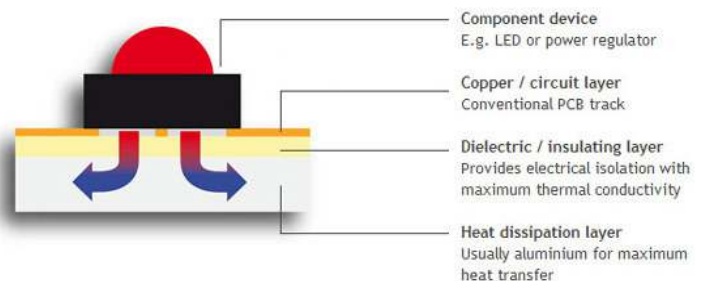 Component device
E.g. LED or power regulator
Copper / circuit layer
Conventional PCB track
Dielectric / insulating layer
Provides electrical isolation with
maximum thermal conductivity
Heat dissipation layer
Usually aluminium for maximum
heat transfer